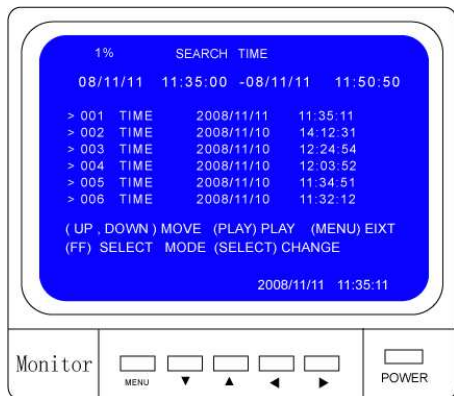 1% SEARCH TIME
08/11/11 11:35:00 -08/11/11 11:50:50
> 001 TIME 2008/11/11 11:35:11
> 002 TIME 2008/11/10 14:12:31
> 003 TIME 2008/11/10 12:24:54
> 004 TIME 2008/11/10 12:03:52
> 005 TIME 2008/11/10 11:34:51
> 006 TIME 2008/11/10 11:32:12
( UP , DOWN ) MOVE (PLAY) PLAY (MENU) EIXT
(FF) SELECT MODE (SELECT) CHANGE
2008/11/11 11:35:11
Monitor
MENU ▼ ▲ ◀ ▶
POWER